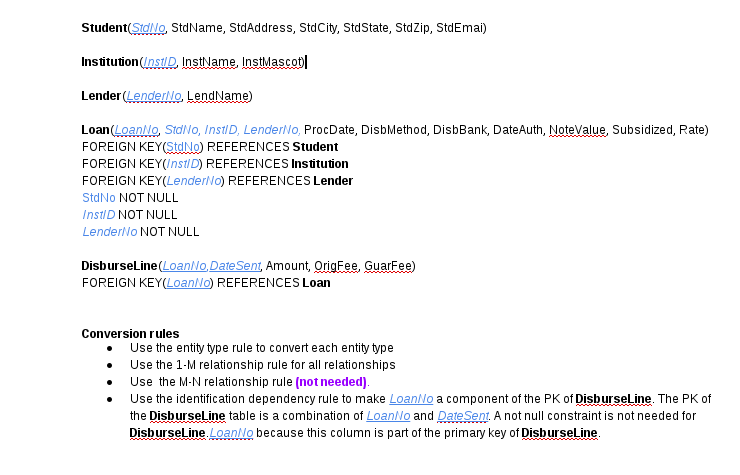 Student(StdNo, StdName, StdAddress, StdCity, StdState, StdZip, StdEmai)
Institution(InstID, InstName, InstMascot)
Lender(LenderNo, LendName)
Loan(LoanNo, StdNo, InstID, LenderNo, ProcDate, DisbMethod, DisbBank, DateAuth, NoteValue, Subsidized, Rate)
FOREIGN KEY(StdNo) REFERENCES Student
FOREIGN KEY(InstID) REFERENCES Institution
FOREIGN KEY(LenderNo) REFERENCES Lender
StdNo NOT NULL
InstID NOT NULL
LenderNo NOT NULL
DisburseLine(LoanNo,DateSent, Amount, OrigFee, GuarFee)
FOREIGN KEY(LoanNo) REFERENCES Loan
Conversion rules
● Use the entity type rule to convert each entity type
● Use the 1-M relationship rule for all relationships
● Use the M-N relationship rule (not needed).
● Use the identification dependency rule to make LoanNo a component of the PK of DisburseLine. The PK of
the DisburseLine table is a combination of LoanNo and DateSent. A not null constraint is not needed for
DisburseLine.LoanNo because this column is part of the primary key of DisburseLine.